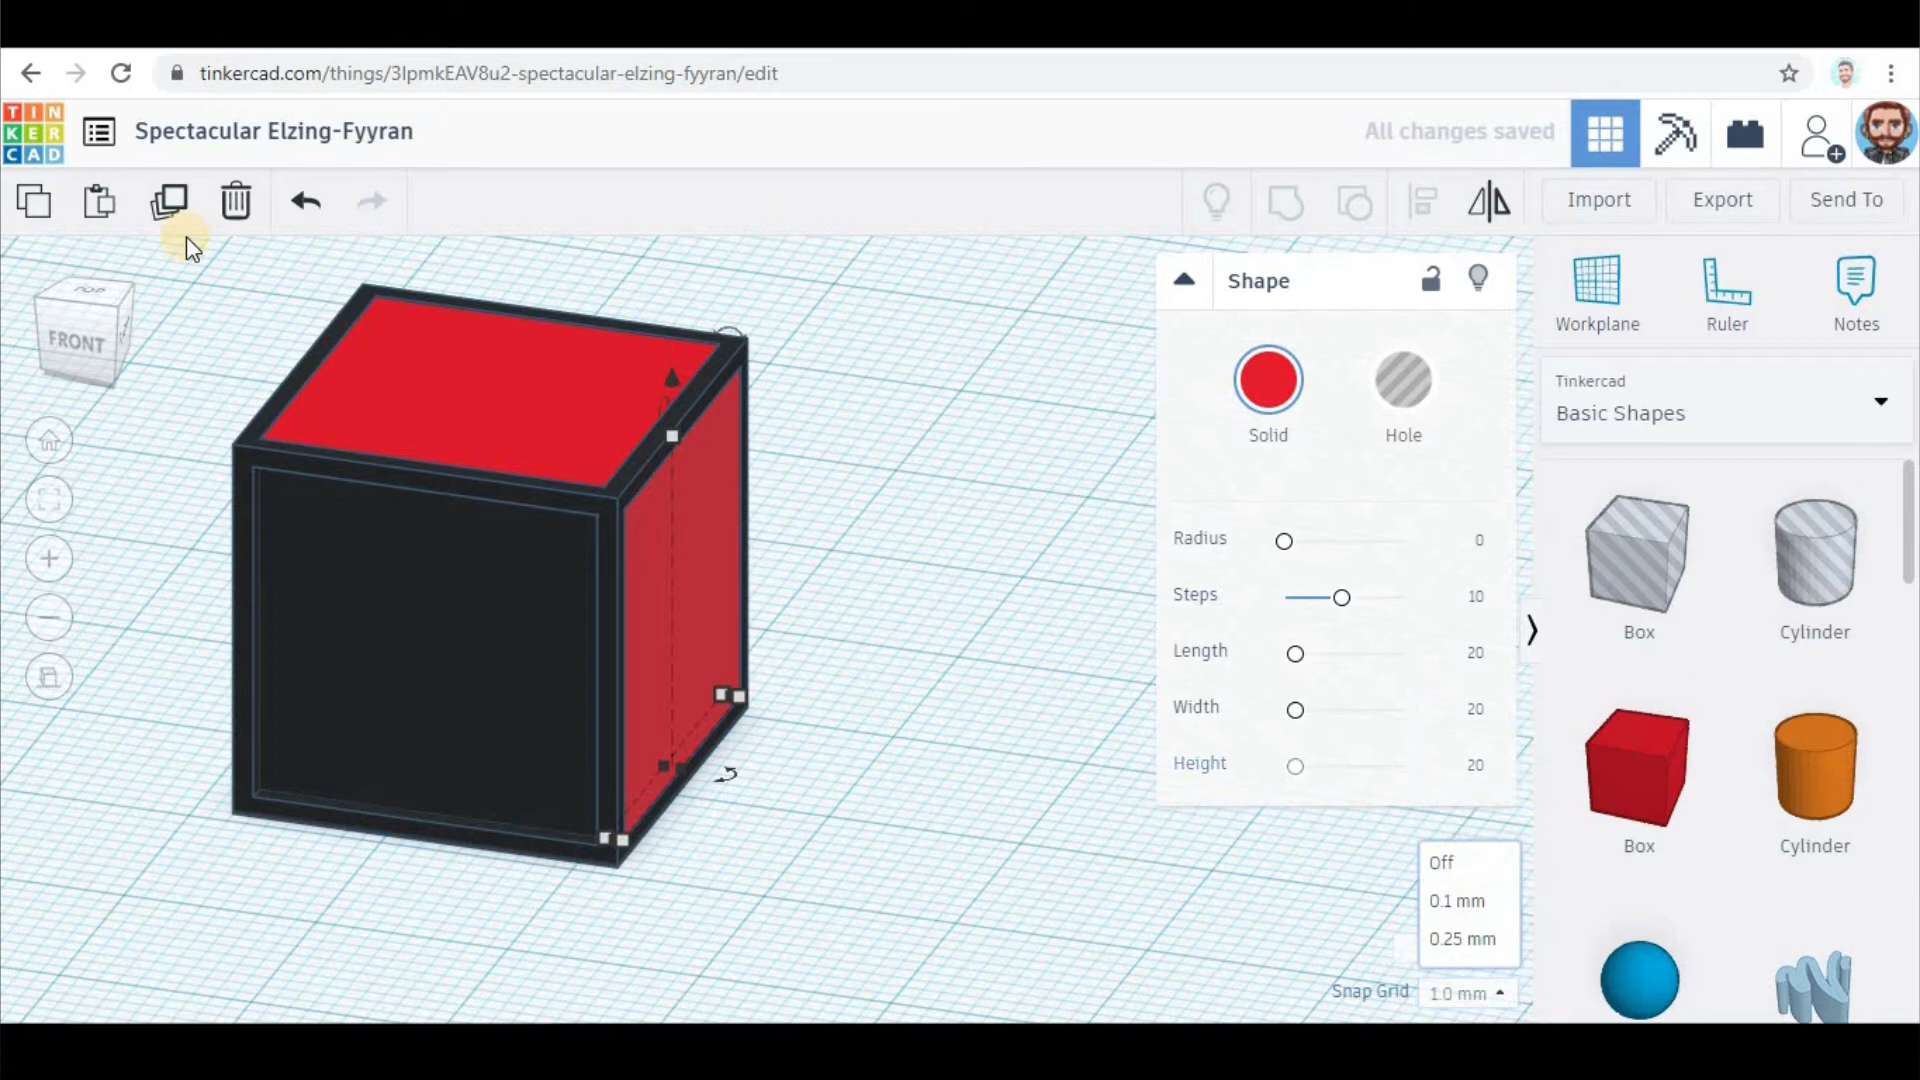 tinkercad.com/things/3lpmkEAV8u2-spectacular-elzing-fyyran/edit
TIN
KER
CAD
Spectacular Elzing-Fyyran
All changes saved
Import
Export
Send To
TOP
FRONT
Shape
Solid
Hole
Radius 0
Steps 10
Length 20
Width 20
Height 20
Workplane
Ruler
Notes
Tinkercad
Basic Shapes
Box
Cylinder
Box
Cylinder
Off
0.1 mm
0.25 mm
Snap Grid 1.0 mm